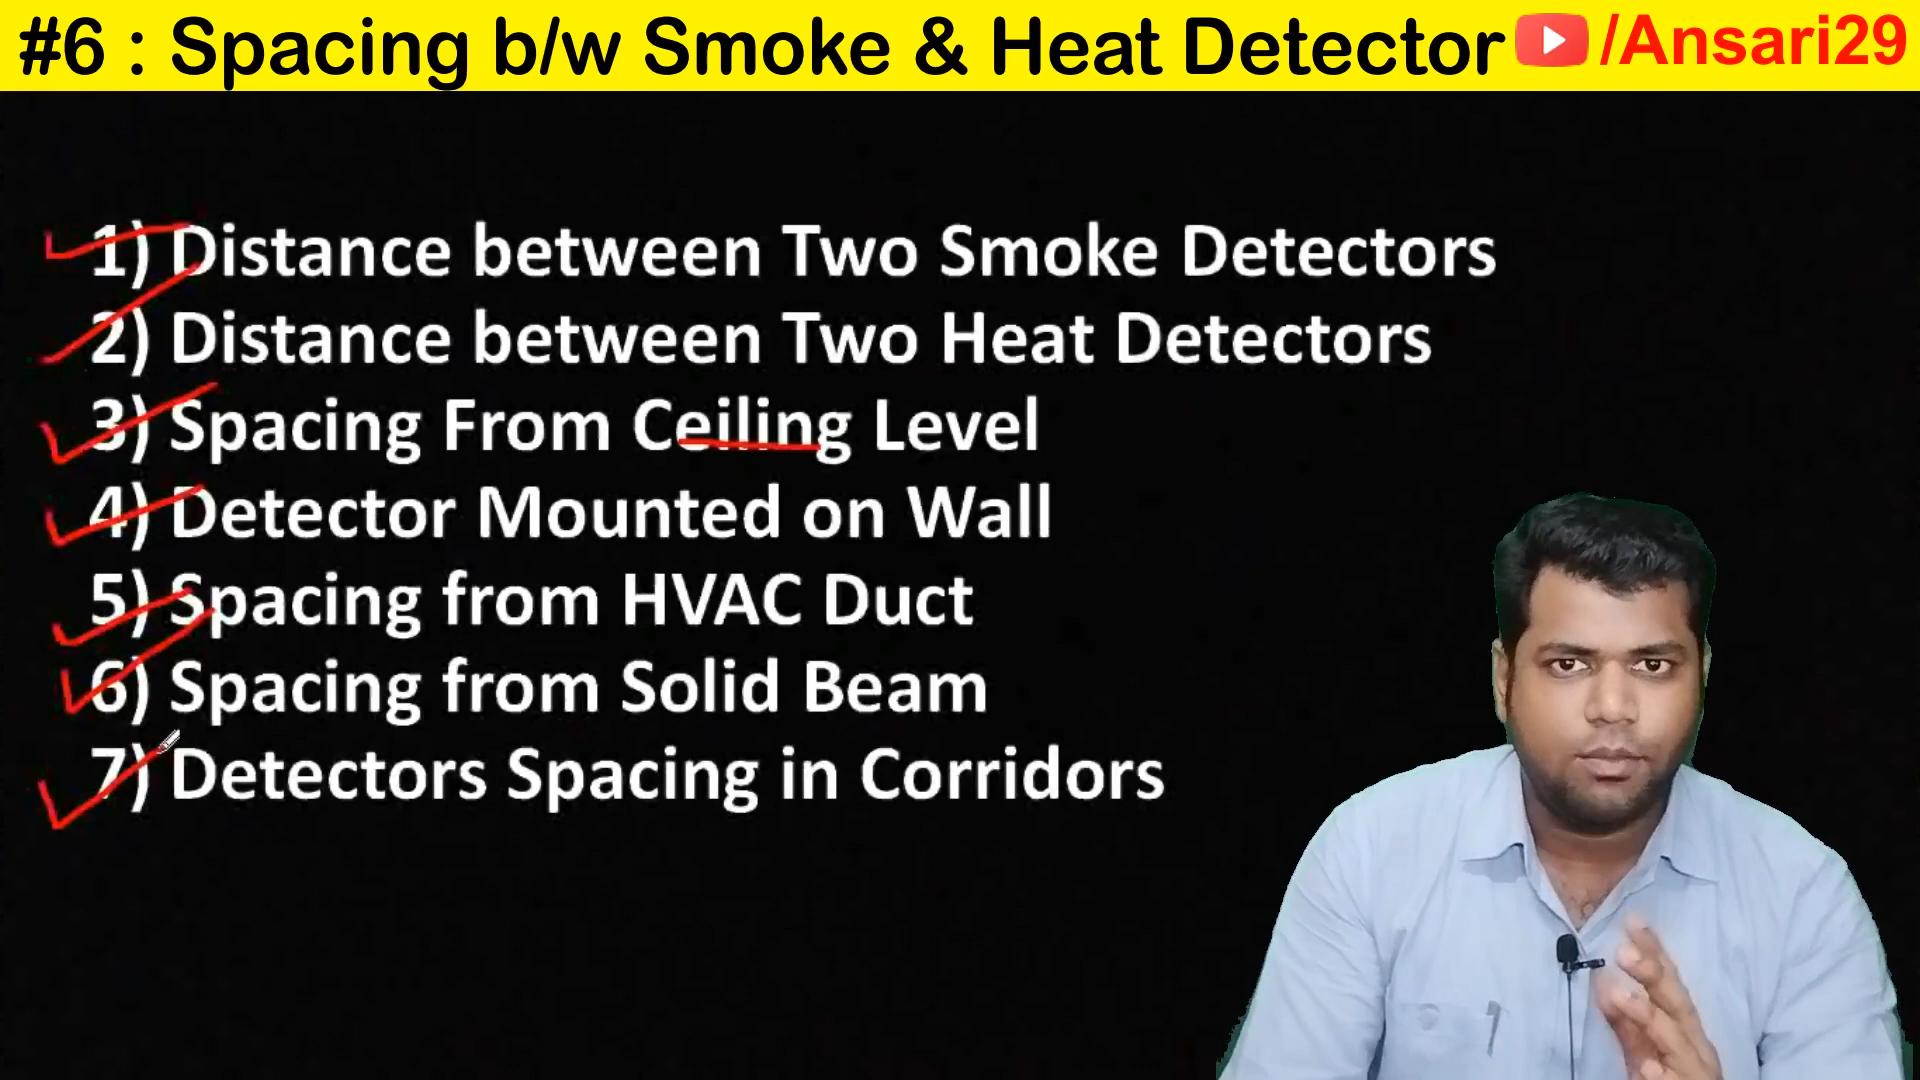 #6 : Spacing b/w Smoke & Heat Detector /Ansari29
1) Distance between Two Smoke Detectors
2) Distance between Two Heat Detectors
3) Spacing From Ceiling Level
4) Detector Mounted on Wall
5) Spacing from HVAC Duct
6) Spacing from Solid Beam
7) Detectors Spacing in Corridors